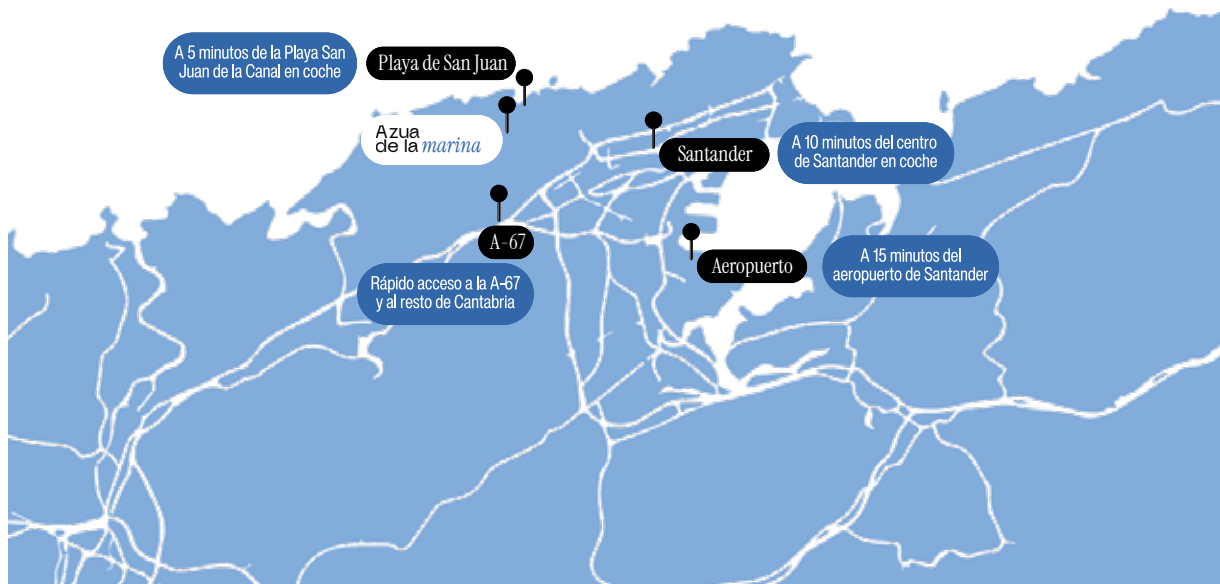 A 5 minutos de la Playa San
Juan de la Canal en coche
Playa de San Juan
Azua
de la marina
Santander
A 10 minutos del centro
de Santander en coche
A-67
Rápido acceso a la A-67
y al resto de Cantabria
Aeropuerto
A 15 minutos del
aeropuerto de Santander